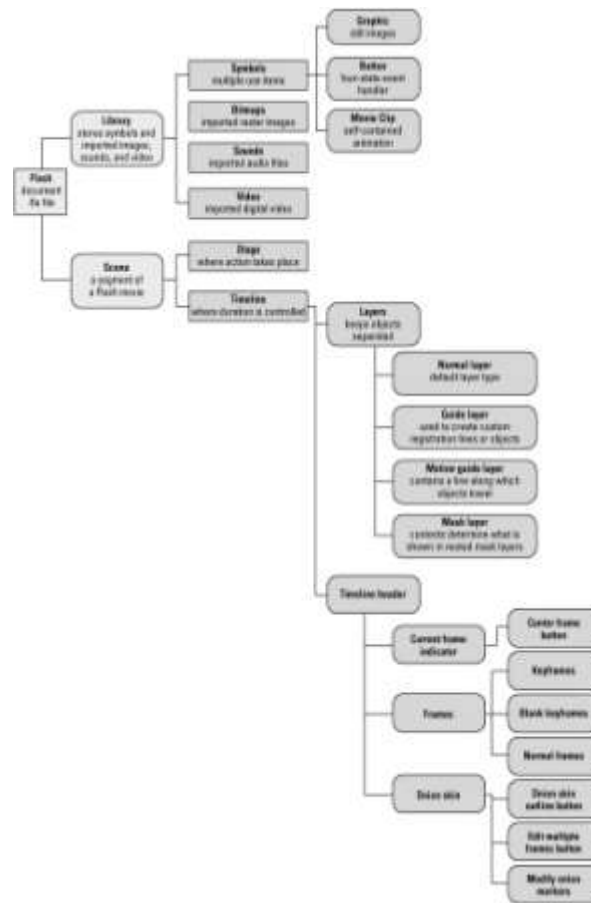 Graphic
still images
Symbols
multiple use items
Button
four-state event
handler
Library
stores symbols and
imported images,
sounds, and video
Bitmaps
imported raster images
Movie Clip
self-contained
animation
Sounds
imported audio files
Flash
document
.fla file
Video
imported digital video
Stage
where action takes place
Scene
a segment of
a Flash movie
Timeline
where duration is controlled
Layers
keeps objects
separated
Normal layer
default layer type
Guide layer
used to create custom
registration lines or objects
Motion guide layer
contains a line along which
objects travel
Mask layer
contents determine what is
shown in nested mask layers
Timeline header
Center frame
button
Current frame
indicator
Keyframes
Frames
Blank keyframes
Normal frames
Onion skin
Onion skin
outline button
Edit multiple
frames button
Modify onion
markers